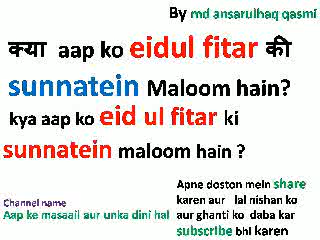 By md ansarulhaq qasmi
क्या aap ko eidul fitar की
sunnatein Maloom hain?
kya aap ko eid ul fitar ki
sunnatein maloom hain ?
Channel name
Aap ke masaail aur unka dini hal
Apne doston mein share
karen aur lal nishan ko
aur ghanti ko daba kar
subscribe bhi karen